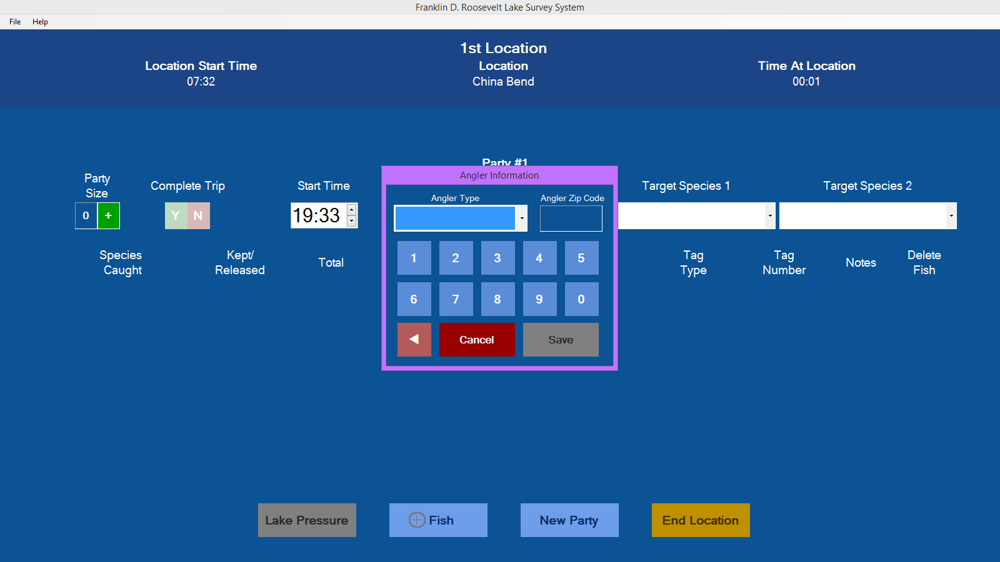 Franklin D. Roosevelt Lake Survey System
File Help
1st Location
Location Start Time Location Time At Location
07:32 China Bend 00:01
Party #1
Party
Size
Complete Trip
Start Time
Target Species 1
Target Species 2
0 +
Y N
19:33
Species
Caught
Kept/
Released
Total
Tag
Type
Tag
Number
Notes
Delete
Fish
Angler Information
Angler Type Angler Zip Code
1 2 3 4 5
6 7 8 9 0
Cancel Save
Lake Pressure Fish New Party End Location